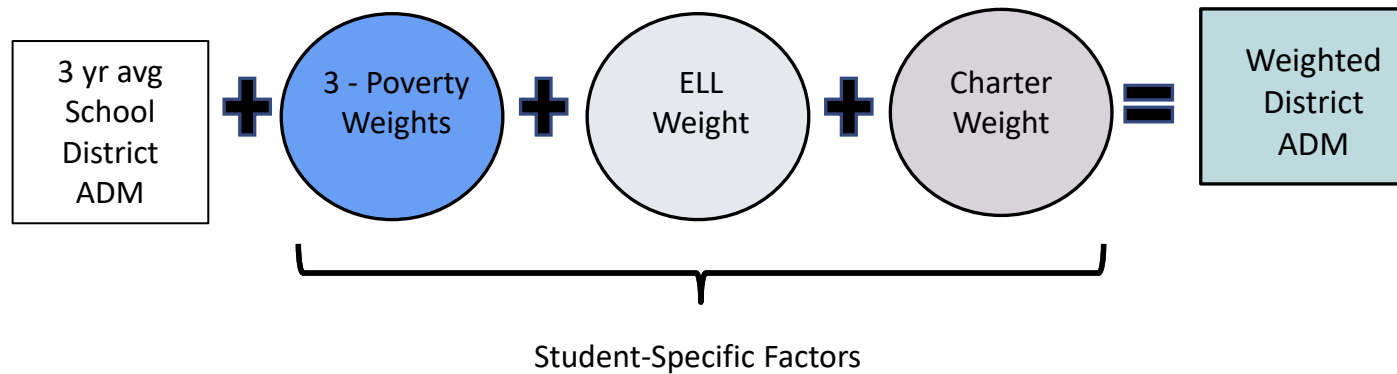 3 yr avg
School
District
ADM
3 - Poverty
Weights
ELL
Weight
Charter
Weight
Weighted
District
ADM
Student-Specific Factors